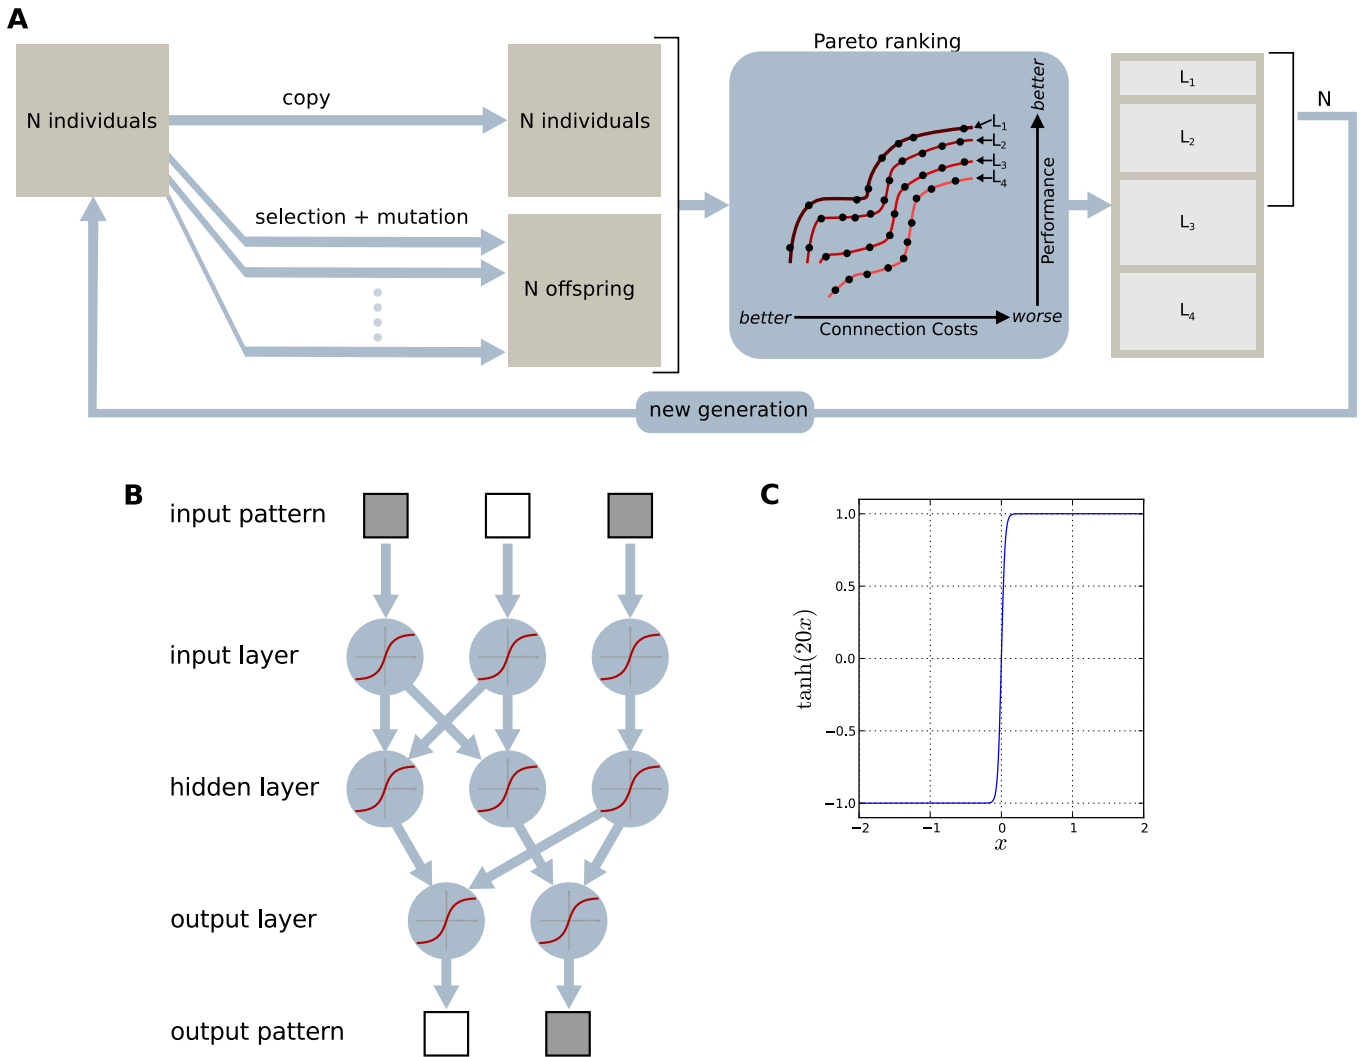 A
N individuals
copy
N individuals
selection + mutation
N offspring
Pareto ranking
L1
L2
L3
L4
better
Performance
better
Connnection Costs
worse
L1
L2
L3
L4
N
new generation
B
input pattern
input layer
hidden layer
output layer
output pattern
C
1.0
0.5
0.0
−0.5
−1.0
−2
−1
0
1
2
tanh(20x)
x